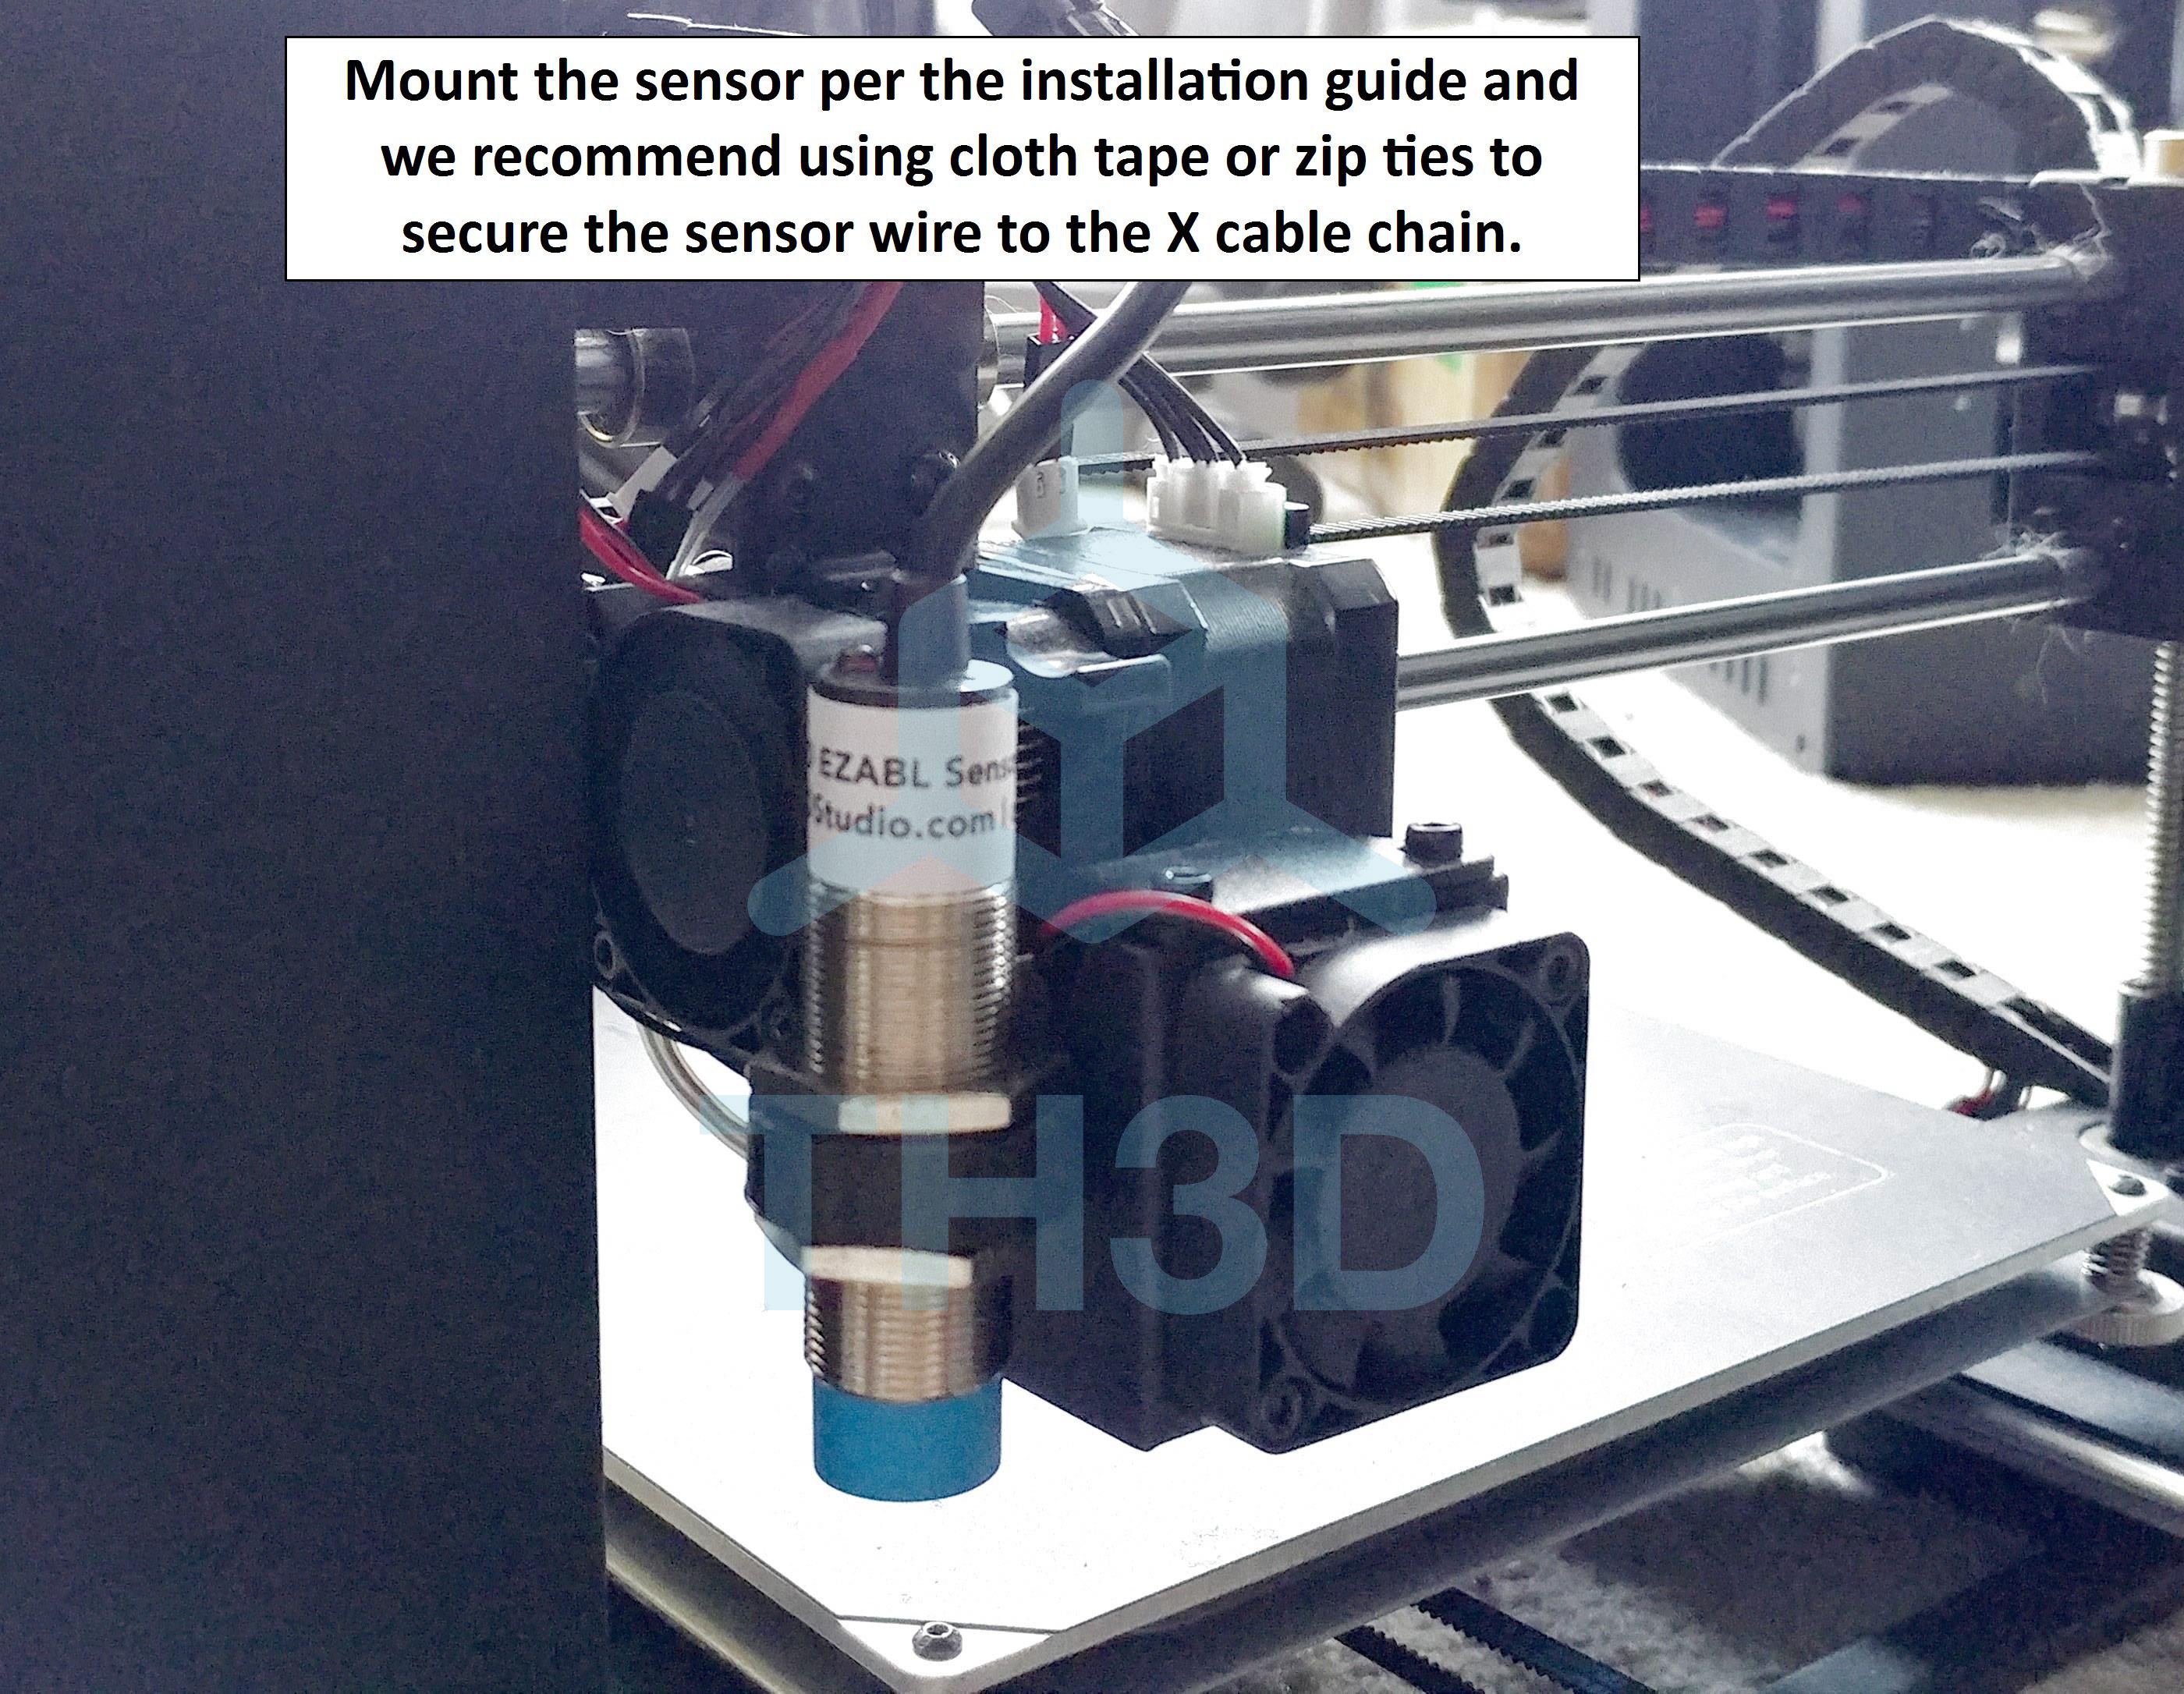 Mount the sensor per the installation guide and
we recommend using cloth tape or zip ties to
secure the sensor wire to the X cable chain.
EZABL Sens
Studio.com
TH3D